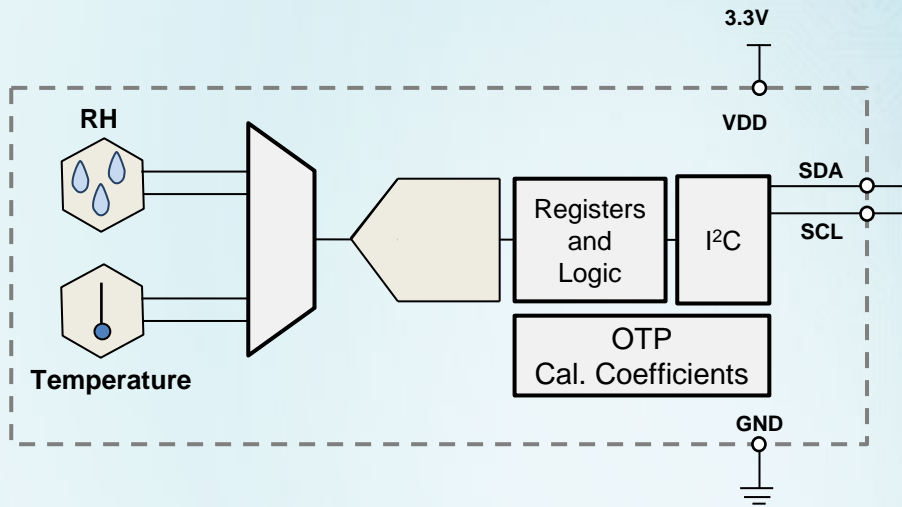 3.3V
VDD
RH
SDA
SCL
Registers
and
Logic
I²C
OTP
Cal. Coefficients
Temperature
GND